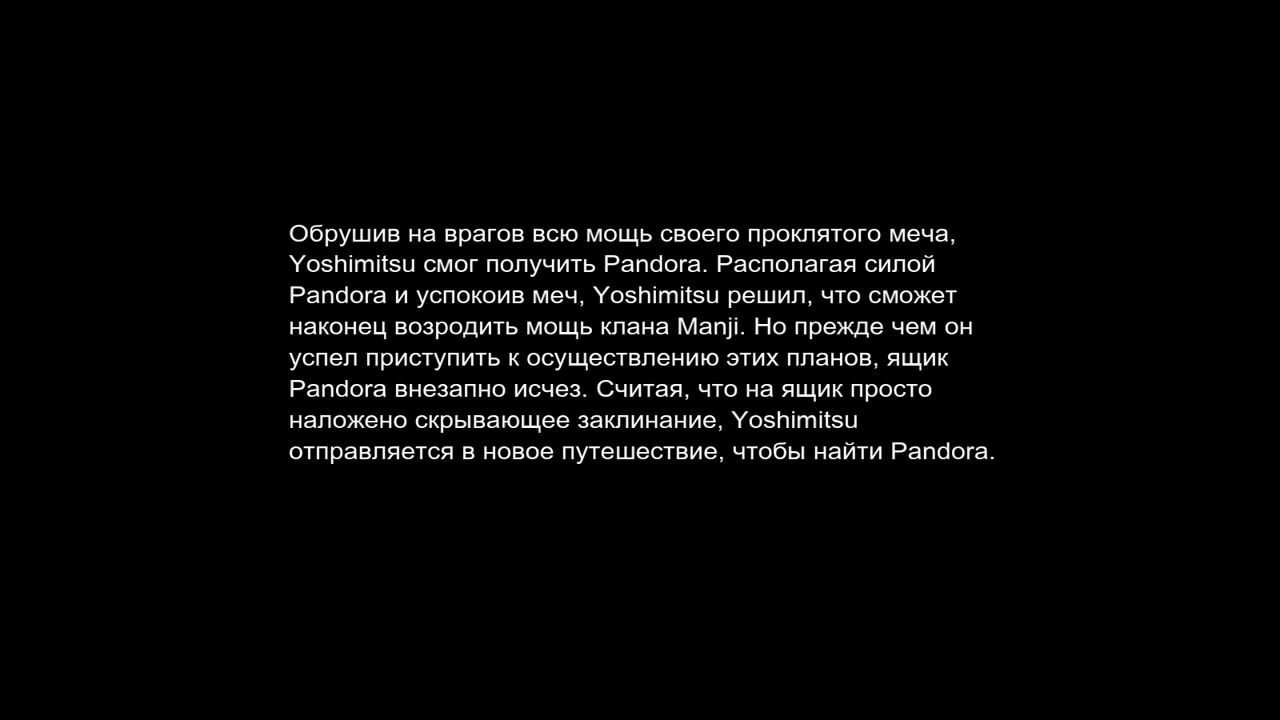 Обрушив на врагов всю мощь своего проклятого меча,
Yoshimitsu смог получить Pandora. Располагая силой
Pandora и успокоив меч, Yoshimitsu решил, что сможет
наконец возродить мощь клана Manji. Но прежде чем он
успел приступить к осуществлению этих планов, ящик
Pandora внезапно исчез. Считая, что на ящик просто
наложено скрывающее заклинание, Yoshimitsu
отправляется в новое путешествие, чтобы найти Pandora.